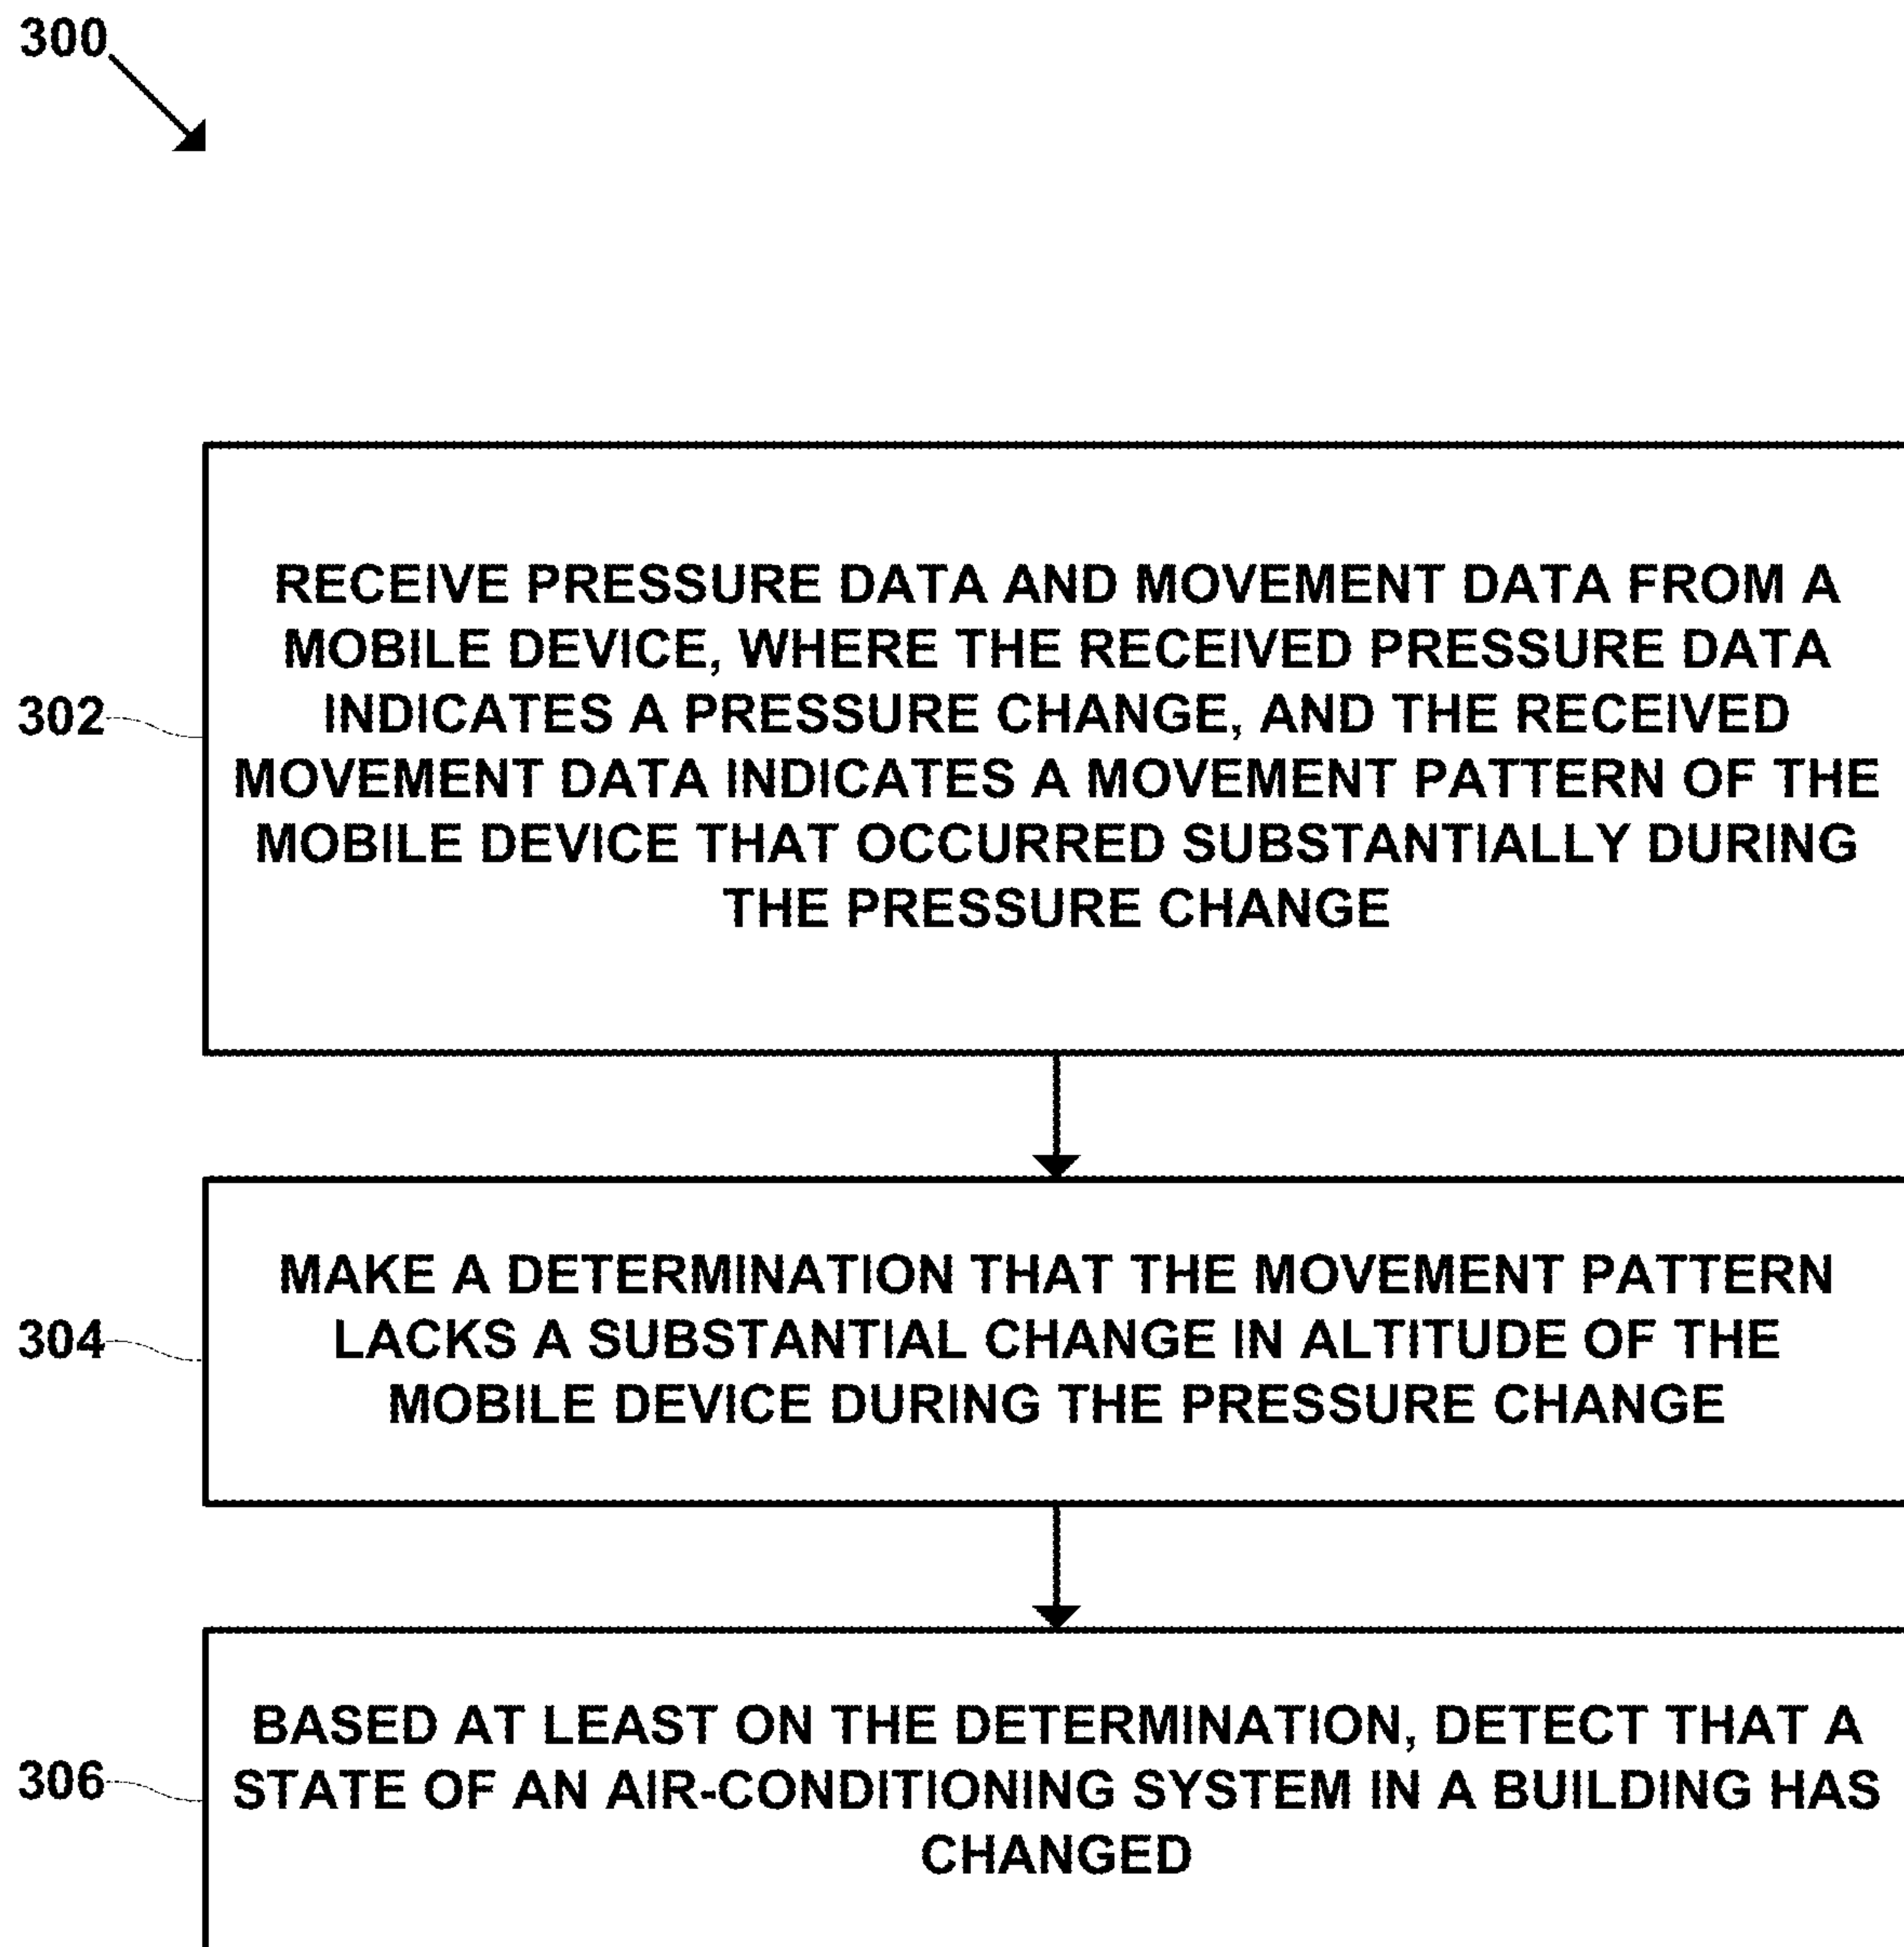 300
302
RECEIVE PRESSURE DATA AND MOVEMENT DATA FROM A
MOBILE DEVICE, WHERE THE RECEIVED PRESSURE DATA
INDICATES A PRESSURE CHANGE, AND THE RECEIVED
MOVEMENT DATA INDICATES A MOVEMENT PATTERN OF THE
MOBILE DEVICE THAT OCCURRED SUBSTANTIALLY DURING
THE PRESSURE CHANGE
304
MAKE A DETERMINATION THAT THE MOVEMENT PATTERN
LACKS A SUBSTANTIAL CHANGE IN ALTITUDE OF THE
MOBILE DEVICE DURING THE PRESSURE CHANGE
306
BASED AT LEAST ON THE DETERMINATION, DETECT THAT A
STATE OF AN AIR-CONDITIONING SYSTEM IN A BUILDING HAS
CHANGED